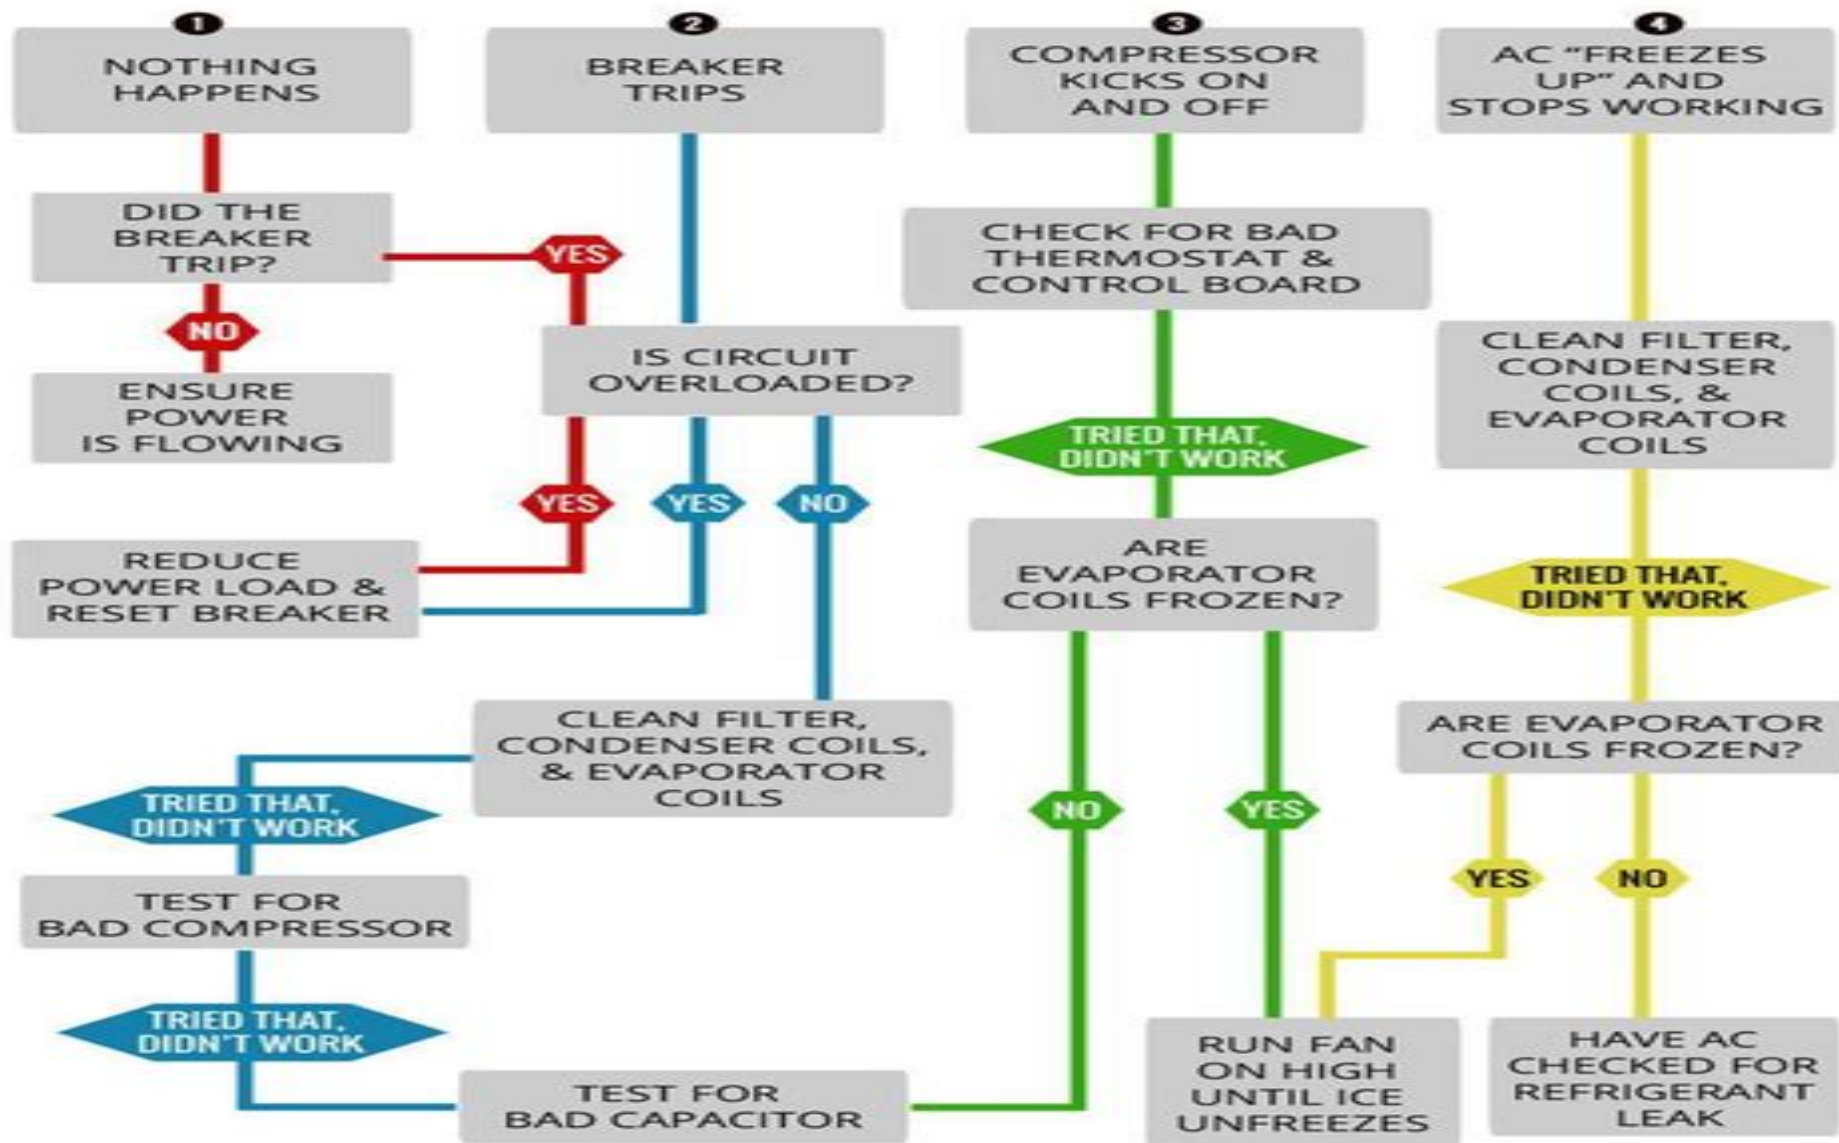 1
NOTHING
HAPPENS
DID THE
BREAKER
TRIP?
YES
NO
ENSURE
POWER
IS FLOWING
2
BREAKER
TRIPS
IS CIRCUIT
OVERLOADED?
YES
YES
NO
REDUCE
POWER LOAD &
RESET BREAKER
CLEAN FILTER,
CONDENSER COILS,
& EVAPORATOR
COILS
TRIED THAT,
DIDN'T WORK
TEST FOR
BAD COMPRESSOR
TRIED THAT,
DIDN'T WORK
TEST FOR
BAD CAPACITOR
3
COMPRESSOR
KICKS ON
AND OFF
CHECK FOR BAD
THERMOSTAT &
CONTROL BOARD
TRIED THAT,
DIDN'T WORK
ARE
EVAPORATOR
COILS FROZEN?
NO
YES
4
AC “FREEZES
UP” AND
STOPS WORKING
CLEAN FILTER,
CONDENSER
COILS, &
EVAPORATOR
COILS
TRIED THAT,
DIDN'T WORK
ARE EVAPORATOR
COILS FROZEN?
YES
NO
RUN FAN
ON HIGH
UNTIL ICE
UNFREEZES
HAVE AC
CHECKED FOR
REFRIGERANT
LEAK